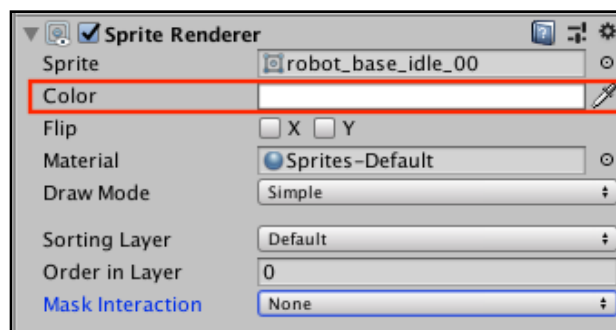 Sprite Renderer
Sprite robot_base_idle_00
Color
Flip X Y
Material Sprites-Default
Draw Mode Simple
Sorting Layer Default
Order in Layer 0
Mask Interaction None